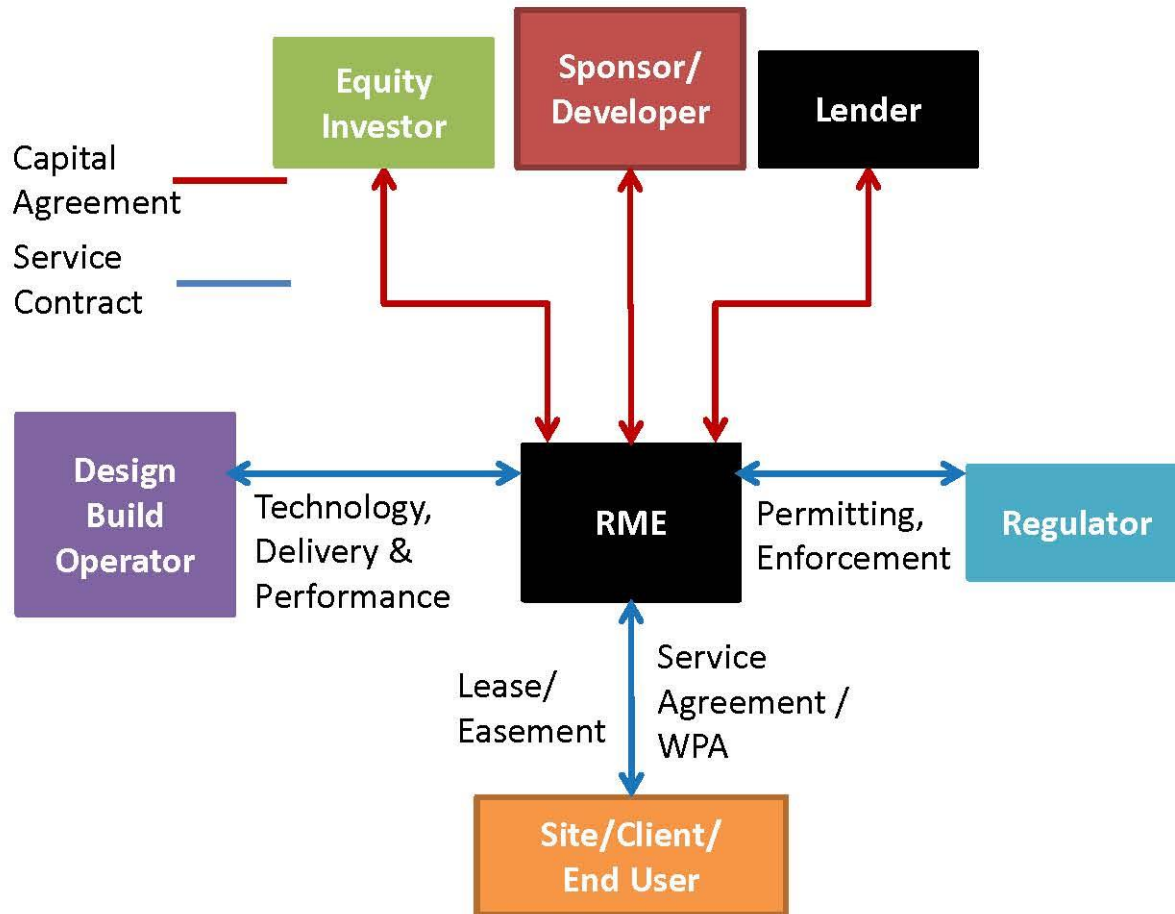 Equity
Investor
Sponsor/
Developer
Lender
Capital
Agreement
Service
Contract
Design
Build
Operator
Technology,
Delivery &
Performance
RME
Permitting,
Enforcement
Regulator
Lease/
Easement
Service
Agreement /
WPA
Site/Client/
End User